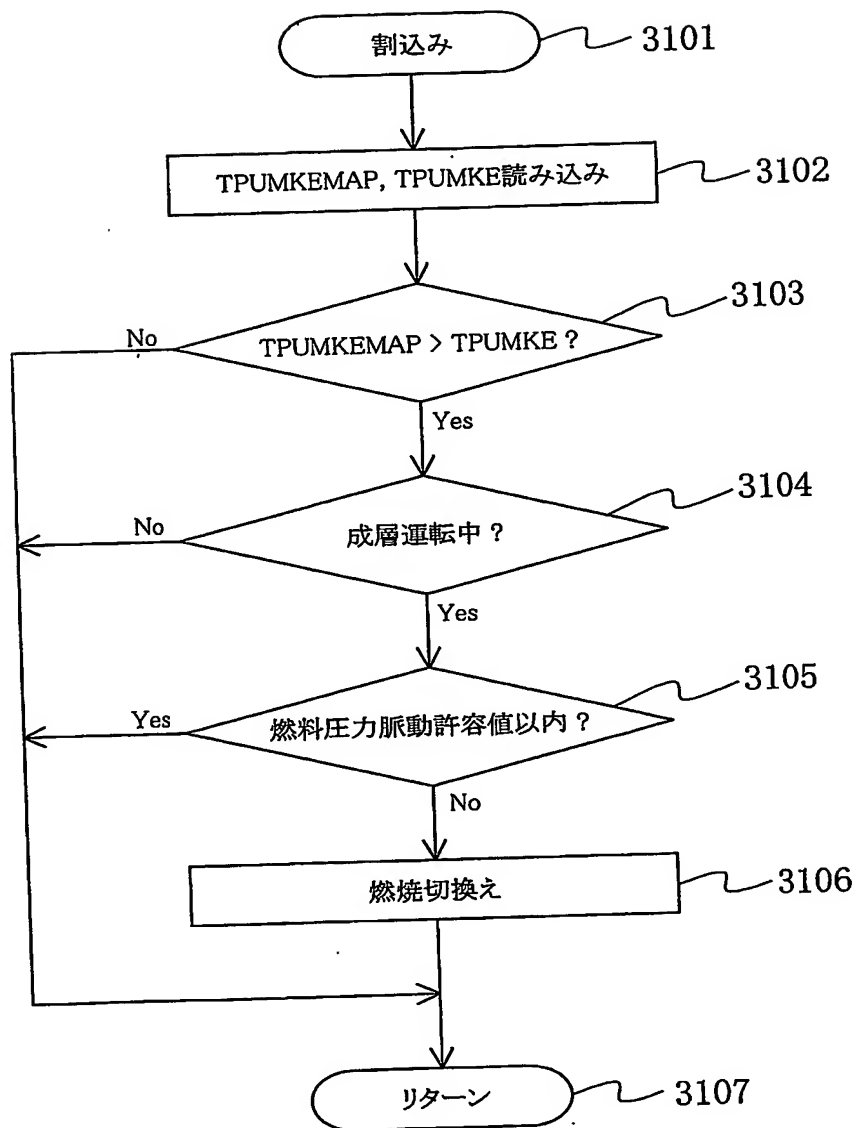 割込み
3101
TPUMKEMAP, TPUMKE読み込み
3102
3103
TPUMKEMAP > TPUMKE ?
No
Yes
3104
成層運転中 ?
No
Yes
3105
燃料圧力脈動許容値以内 ?
Yes
No
燃焼切換え
3106
リターン
3107